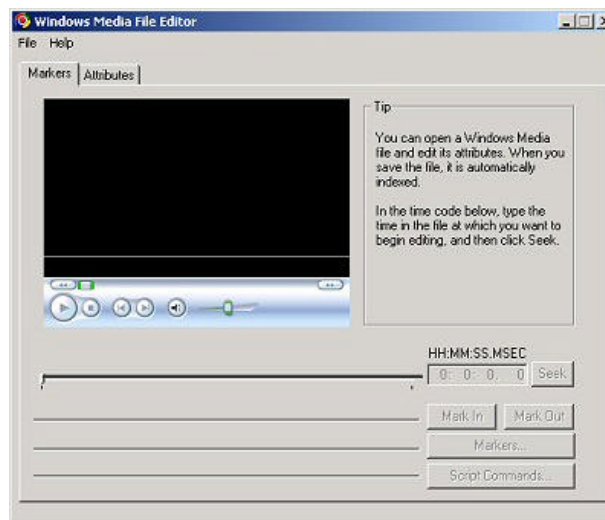 Windows Media File Editor
File Help
Markers Attributes
Tip
You can open a Windows Media
file and edit its attributes. When you
save the file, it is automatically
indexed.
In the time code below, type the
time in the file at which you want to
begin editing, and then click Seek.
HH:MM:SS.MSEC
0: 0: 0. 0 Seek
Mark In Mark Out
Markers...
Script Commands...